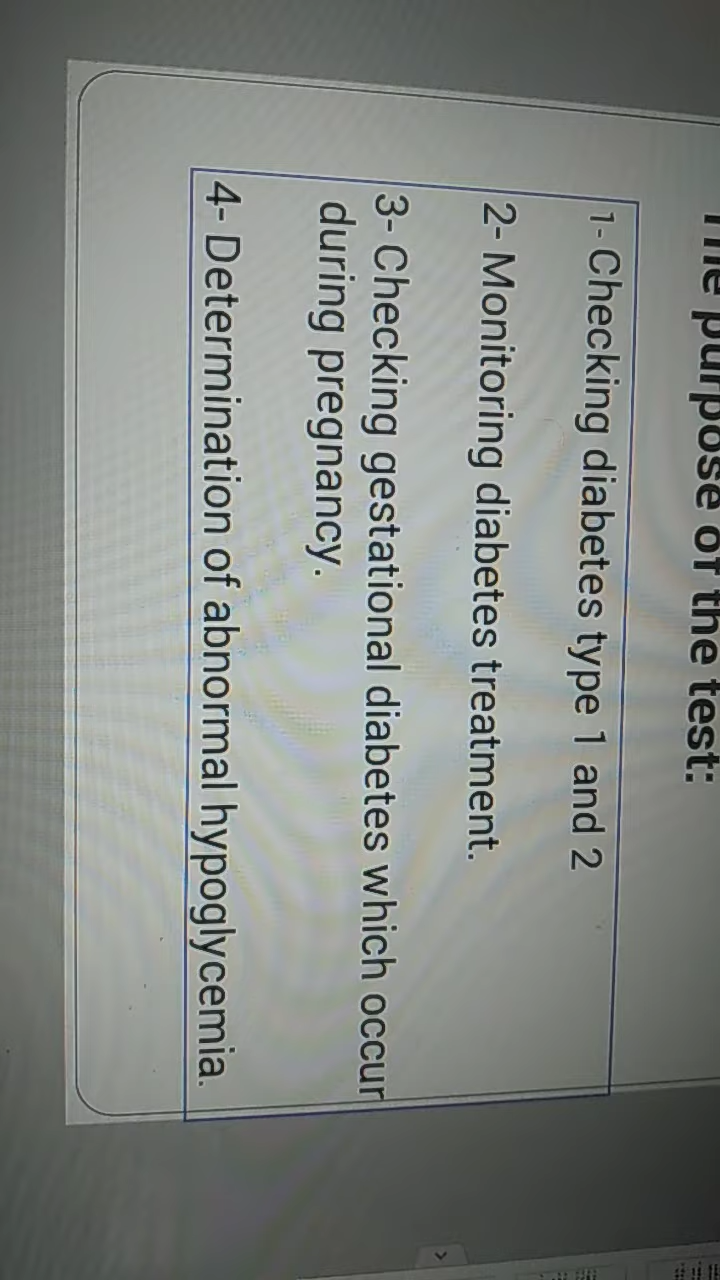 The purpose of the test:
1- Checking diabetes type 1 and 2
2- Monitoring diabetes treatment.
3- Checking gestational diabetes which occur
during pregnancy.
4- Determination of abnormal hypoglycemia.